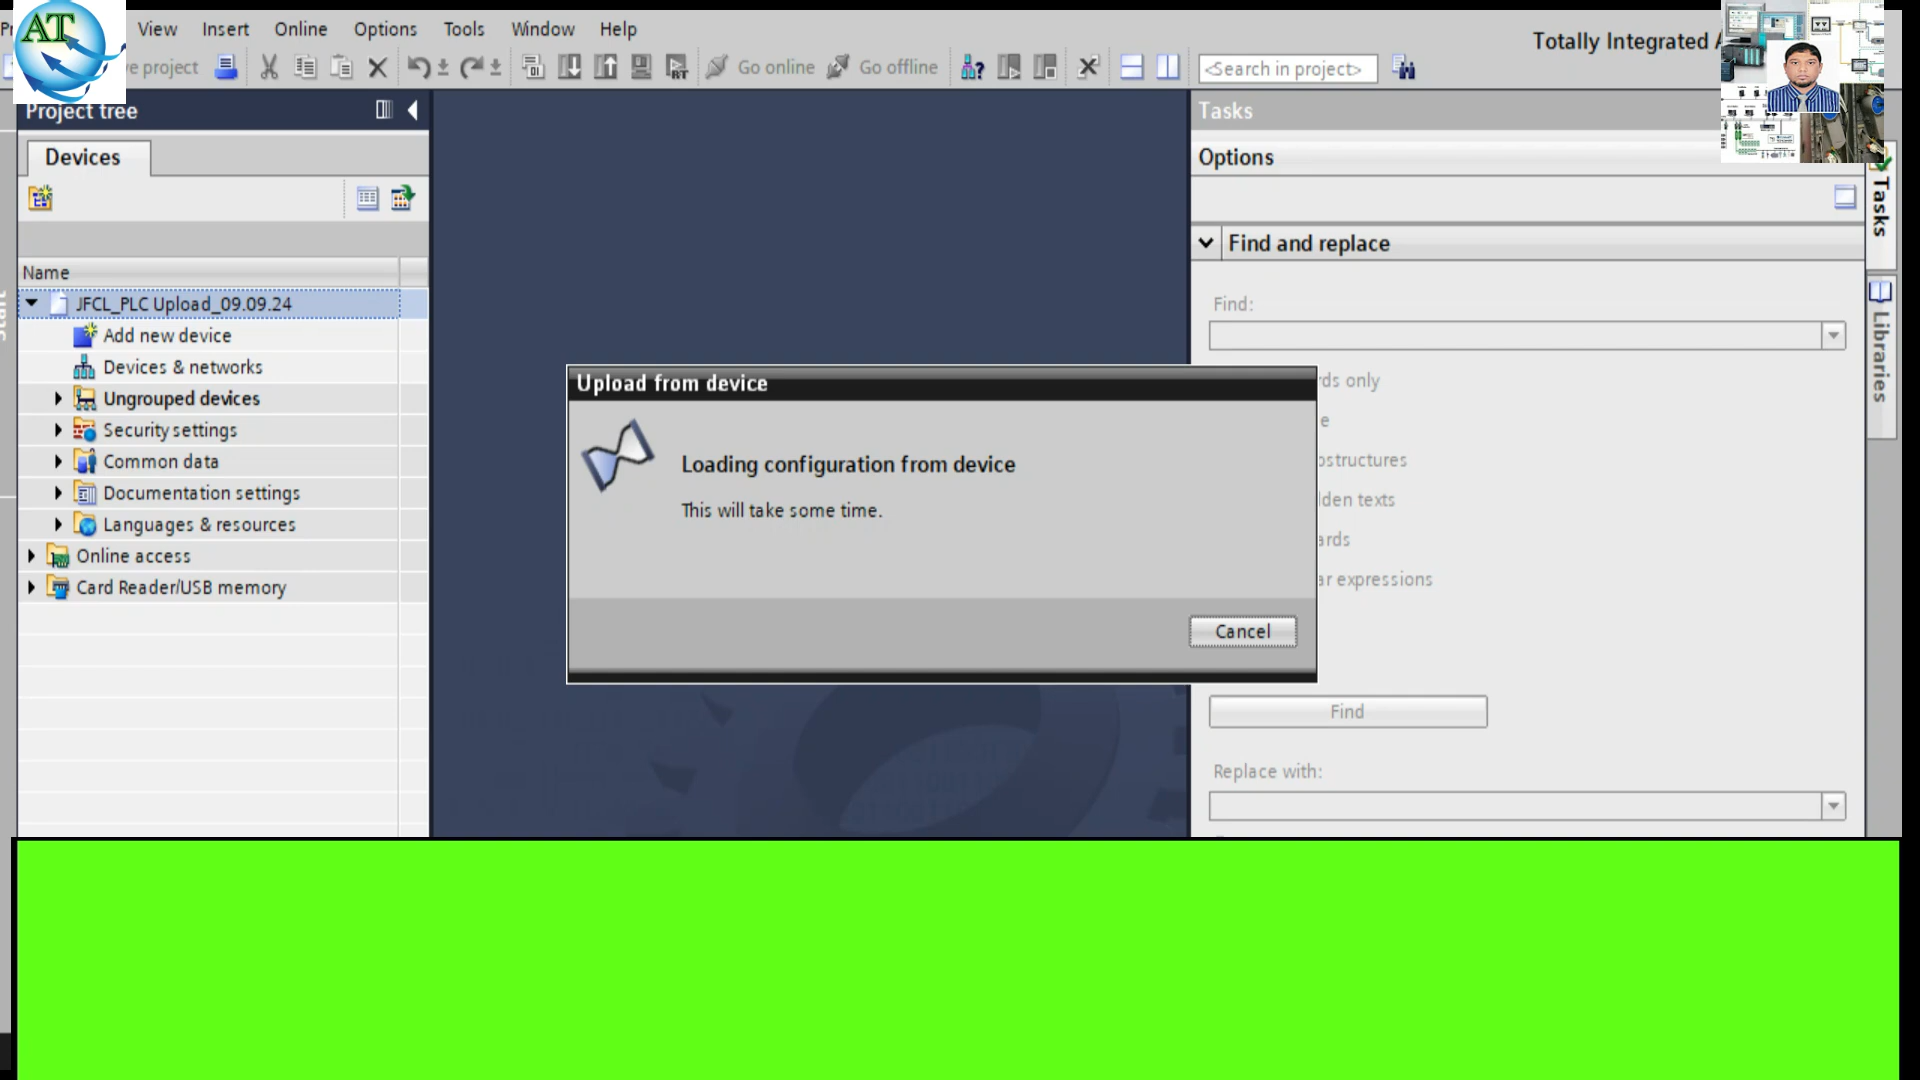 AT
View Insert Online Options Tools Window Help
Totally Integrated A
e project
Go online
Go offline
<Search in project>
Project tree
Tasks
Devices
Options
Tasks
Find and replace
Name
Start
JFCL_PLC Upload_09.09.24
Find:
Libraries
Add new device
Devices & networks
Upload from device
rds only
Ungrouped devices
e
Security settings
Common data
Loading configuration from device
ostructures
Documentation settings
This will take some time.
dden texts
Languages & resources
ards
Online access
ar expressions
Card Reader/USB memory
Cancel
Find
Replace with: